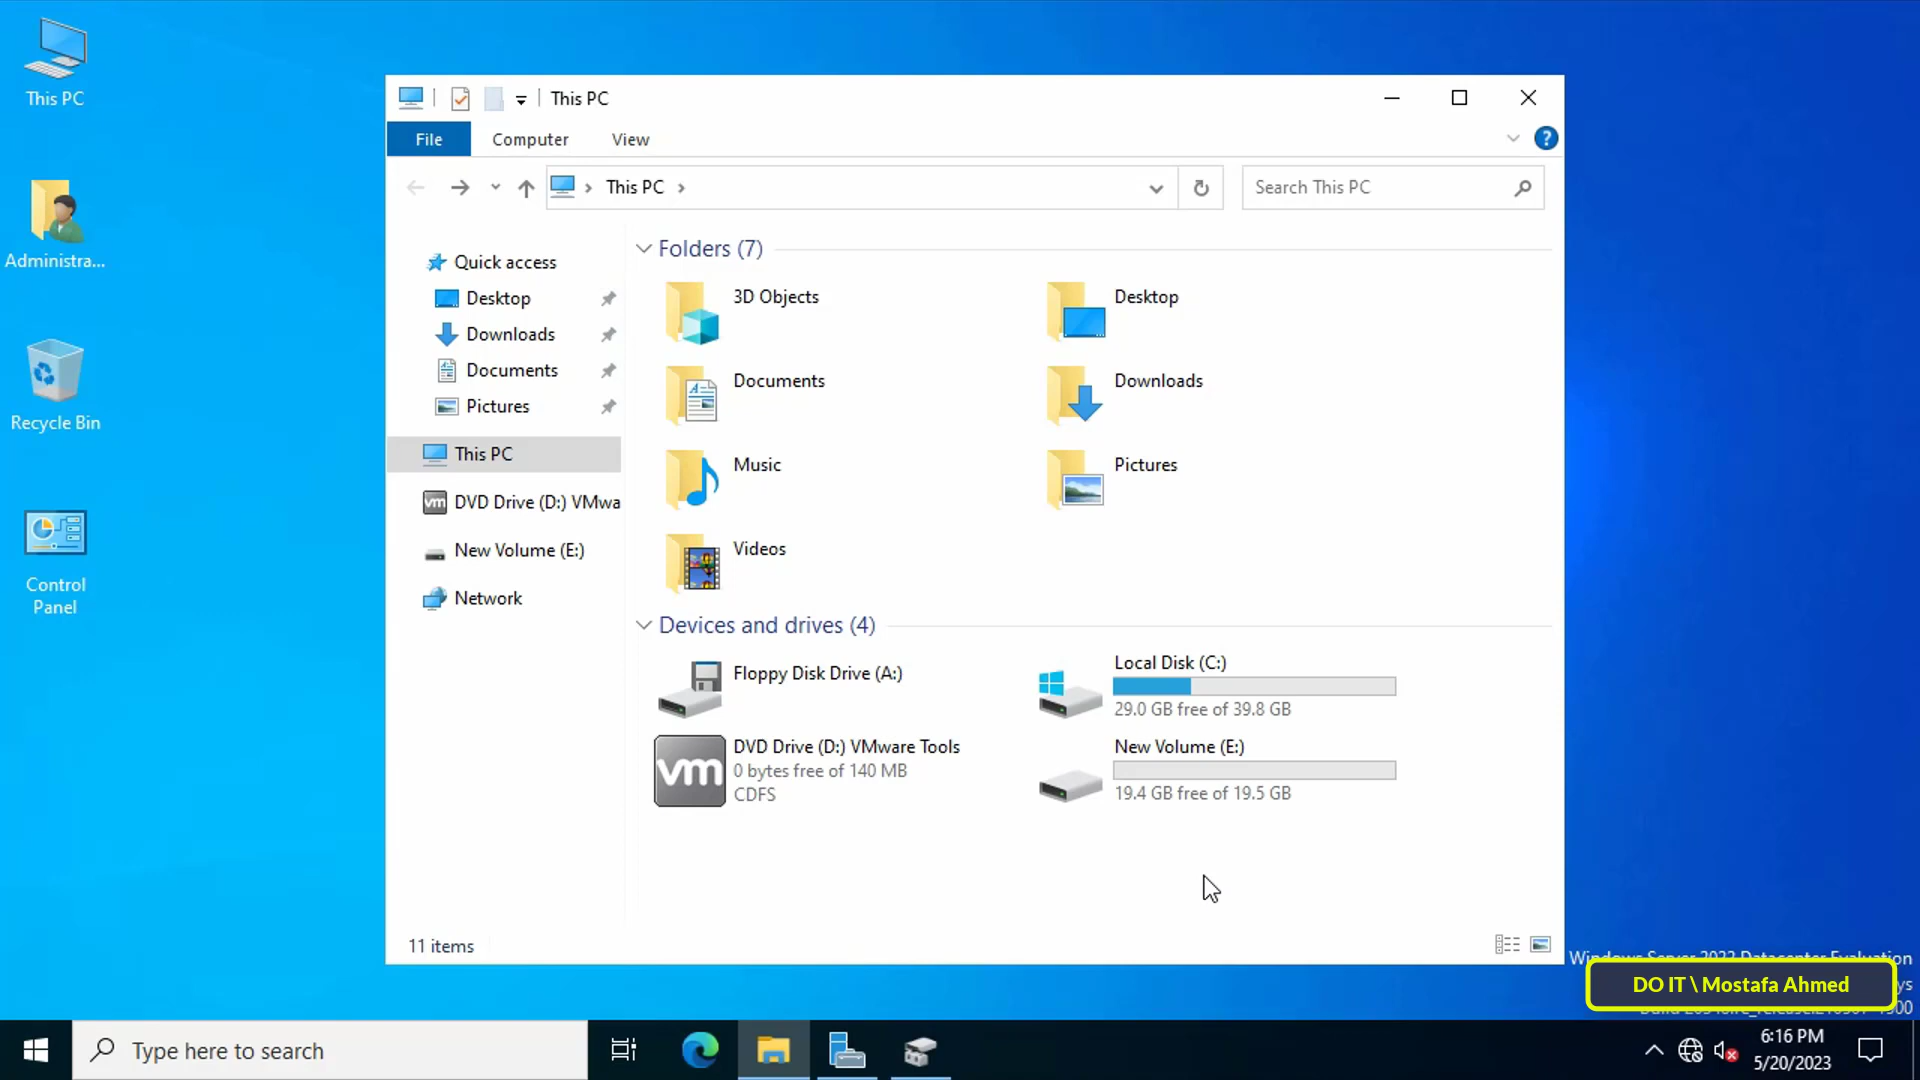 This PC
Administra...
Recycle Bin
Control
Panel
This PC
File
Computer
View
This PC
Search This PC
Quick access
Desktop
Downloads
Documents
Pictures
This PC
DVD Drive (D:) VMwa
New Volume (E:)
Network
Folders (7)
3D Objects
Desktop
Documents
Downloads
Music
Pictures
Videos
Devices and drives (4)
Floppy Disk Drive (A:)
Local Disk (C:)
29.0 GB free of 39.8 GB
vm
DVD Drive (D:) VMware Tools
0 bytes free of 140 MB
CDFS
New Volume (E:)
19.4 GB free of 19.5 GB
11 items
Windows Server 2022 Datacenter Evaluation
DO IT \ Mostafa Ahmed
Type here to search
6:16 PM
5/20/2023